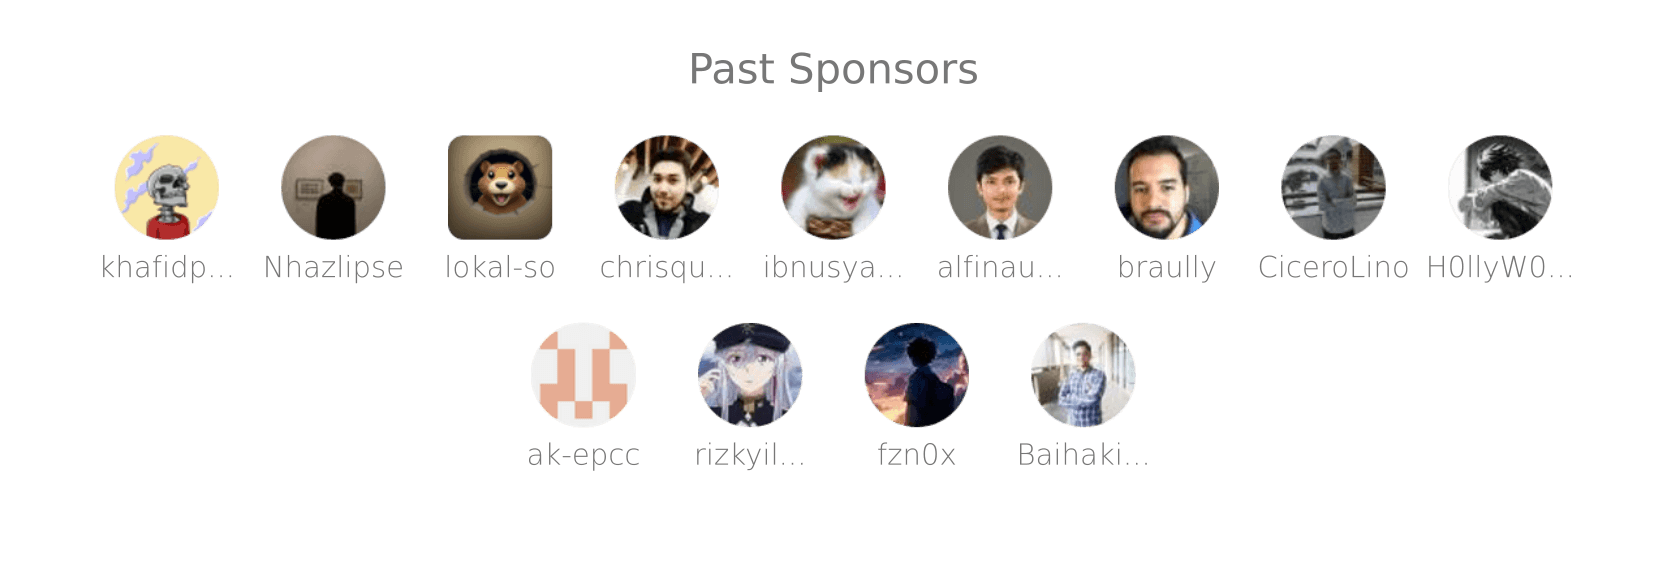 Past Sponsors
khafidp... Nhazlipse lokal-so chrisqu... ibnusya... alfinau... braully CiceroLino H0llyW0...
ak-epcc rizkyil... fzn0x Baihaki...